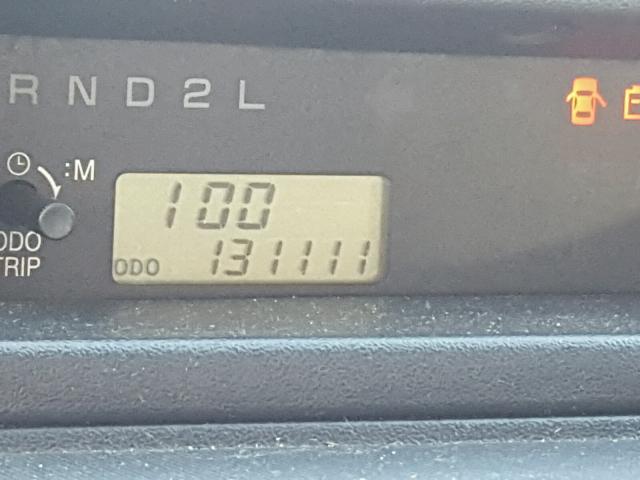 R N D 2 L
:M
100
ODO 131111
ODO
TRIP